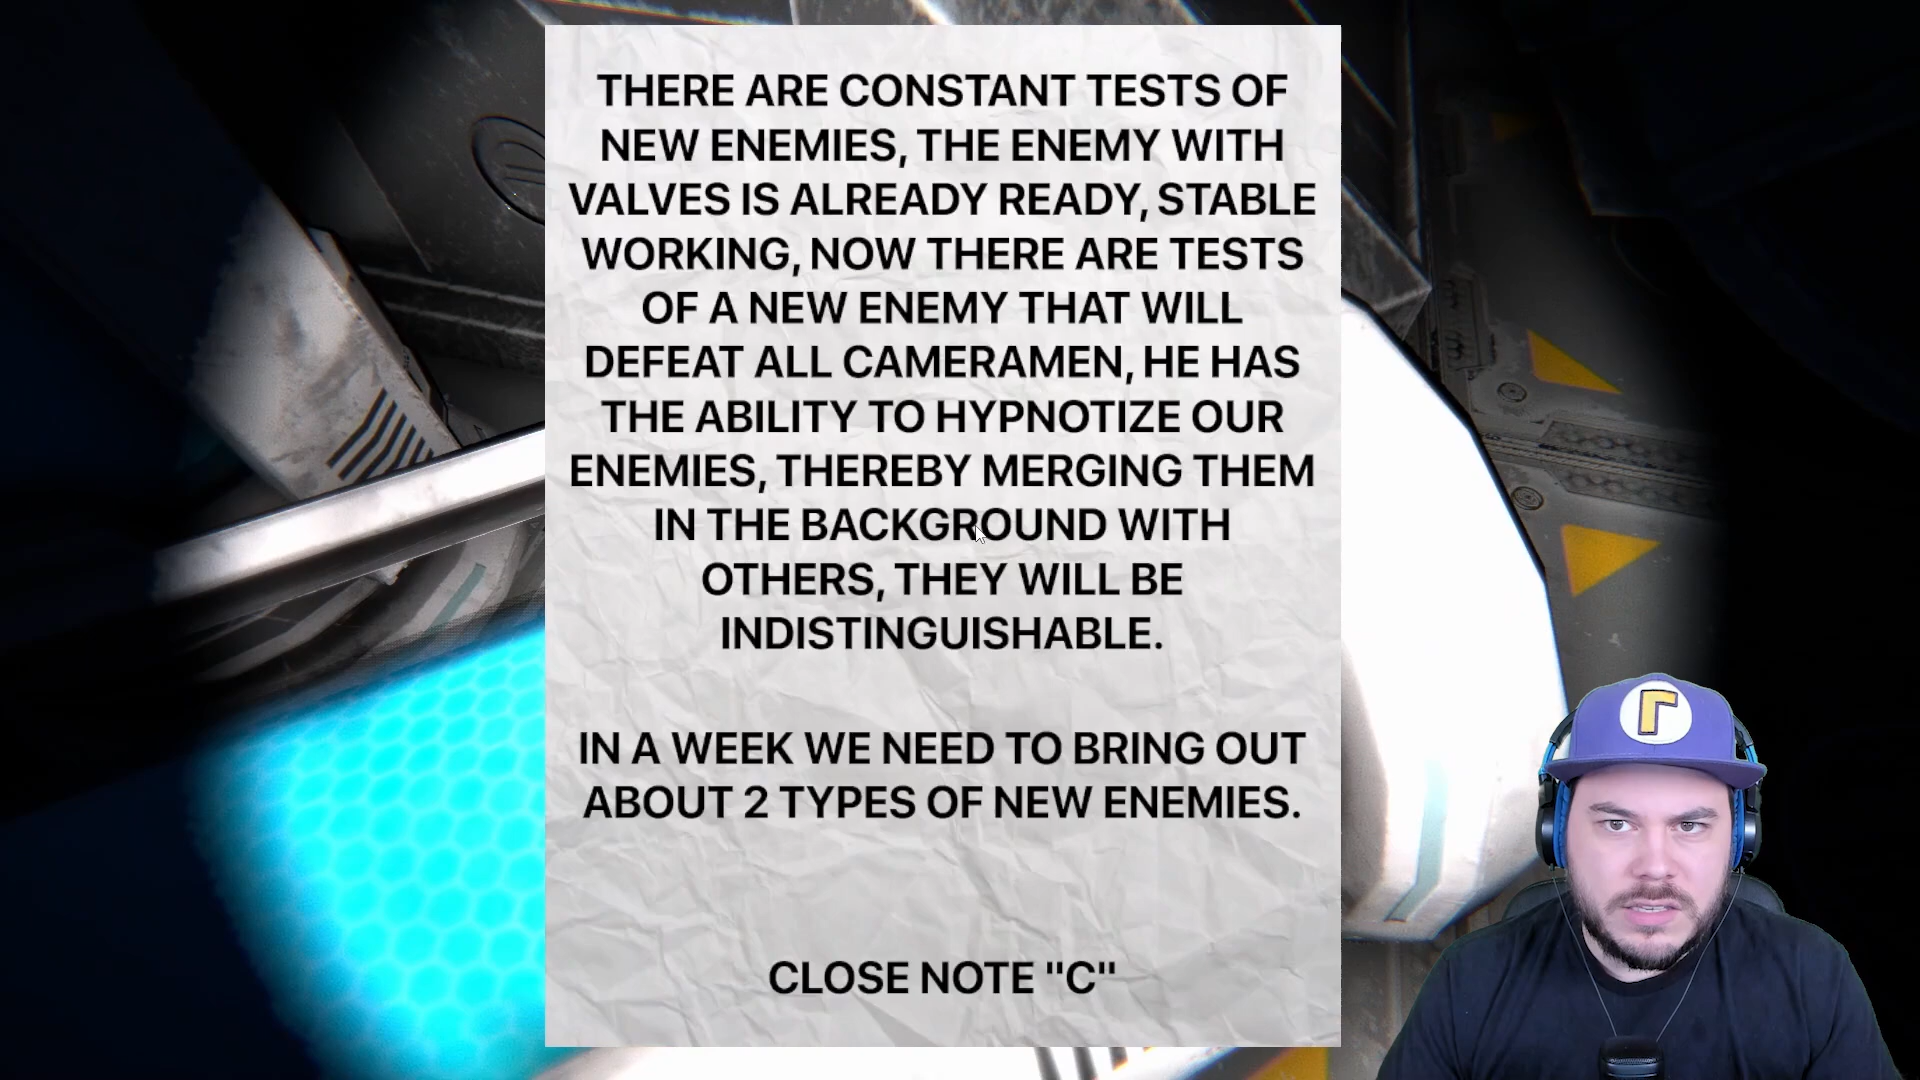 THERE ARE CONSTANT TESTS OF
NEW ENEMIES, THE ENEMY WITH
VALVES IS ALREADY READY, STABLE
WORKING, NOW THERE ARE TESTS
OF A NEW ENEMY THAT WILL
DEFEAT ALL CAMERAMEN, HE HAS
THE ABILITY TO HYPNOTIZE OUR
ENEMIES, THEREBY MERGING THEM
IN THE BACKGROUND WITH
OTHERS, THEY WILL BE
INDISTINGUISHABLE.
IN A WEEK WE NEED TO BRING OUT
ABOUT 2 TYPES OF NEW ENEMIES.
CLOSE NOTE "C"